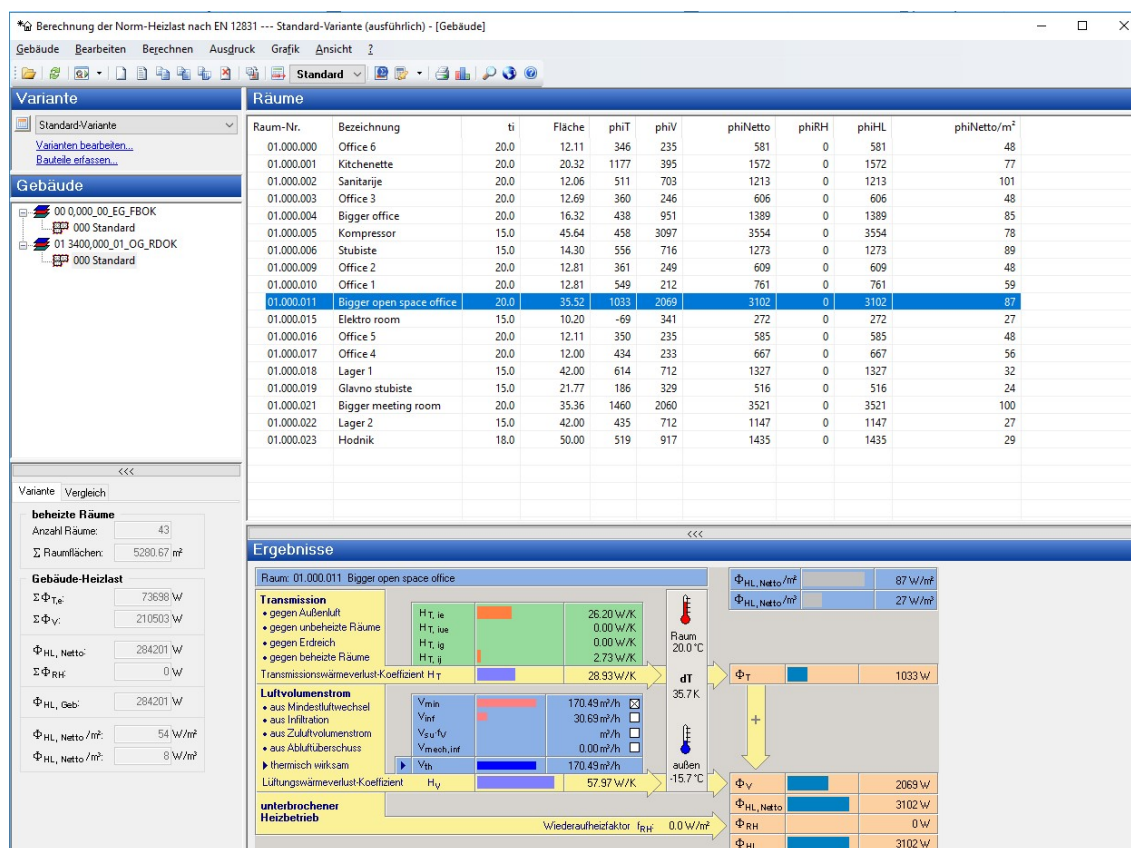 *Berechnung der Norm-Heizlast nach EN 12831 --- Standard-Variante (ausführlich) - [Gebäude]
Gebäude Bearbeiten Berechnen Ausdruck Grafik Ansicht ?
Standard
Variante
Standard-Variante
Varianten bearbeiten...
Bauteile erfassen...
Gebäude
00 0,000_00_EG_FBOK
000 Standard
01 3400,000_01_OG_RDOK
000 Standard
<<<
Variante Vergleich
beheizte Räume
Anzahl Räume: 43
Σ Raumflächen: 5280.67 m²
Gebäude-Heizlast
ΣΦT,e: 73698 W
ΣΦV: 210503 W
ΦHL, Netto: 284201 W
ΣΦRH: 0 W
ΦHL, Geb: 284201 W
ΦHL, Netto /m²: 54 W/m²
ΦHL, Netto /m³: 8 W/m³
Räume
Raum-Nr. Bezeichnung ti Fläche phiT phiV phiNetto phiRH phiHL phiNetto/m²
01.000.000 Office 6 20.0 12.11 346 235 581 0 581 48
01.000.001 Kitchenette 20.0 20.32 1177 395 1572 0 1572 77
01.000.002 Sanitarije 20.0 12.06 511 703 1213 0 1213 101
01.000.003 Office 3 20.0 12.69 360 246 606 0 606 48
01.000.004 Bigger office 20.0 16.32 438 951 1389 0 1389 85
01.000.005 Kompressor 15.0 45.64 458 3097 3554 0 3554 78
01.000.006 Stubiste 15.0 14.30 556 716 1273 0 1273 89
01.000.009 Office 2 20.0 12.81 361 249 609 0 609 48
01.000.010 Office 1 20.0 12.81 549 212 761 0 761 59
01.000.011 Bigger open space office 20.0 35.52 1033 2069 3102 0 3102 87
01.000.015 Elektro room 15.0 10.20 -69 341 272 0 272 27
01.000.016 Office 5 20.0 12.11 350 235 585 0 585 48
01.000.017 Office 4 20.0 12.00 434 233 667 0 667 56
01.000.018 Lager 1 15.0 42.00 614 712 1327 0 1327 32
01.000.019 Glavno stubiste 15.0 21.77 186 329 516 0 516 24
01.000.021 Bigger meeting room 20.0 35.36 1460 2060 3521 0 3521 100
01.000.022 Lager 2 15.0 42.00 435 712 1147 0 1147 27
01.000.023 Hodnik 18.0 50.00 519 917 1435 0 1435 29
<<<
Ergebnisse
Raum: 01.000.011 Bigger open space office
ΦHL, Netto /m² 87 W/m²
ΦHL, Netto /m³ 27 W/m³
Transmission
• gegen Außenluft HT, ie 26.20 W/K
• gegen unbeheizte Räume HT, iue 0.00 W/K
• gegen Erdreich HT, ig 0.00 W/K
• gegen beheizte Räume HT, ij 2.73 W/K
Transmissionswärmeverlust-Koeffizient HT 28.93 W/K
Raum
20.0 °C
dT
35.7 K
außen
-15.7 °C
ΦT 1033 W
+
Luftvolumenstrom
• aus Mindestluftwechsel Vmin 170.49 m³/h
• aus Infiltration Vinf 30.69 m³/h
• aus Zuluftvolumenstrom Vsu·fV m³/h
• aus Abluftüberschuss Vmech,inf 0.00 m³/h
thermisch wirksam Vth 170.49 m³/h
Lüftungswärmeverlust-Koeffizient HV 57.97 W/K
ΦV 2069 W
ΦHL, Netto 3102 W
unterbrochener
Heizbetrieb
Wiederaufheizfaktor fRH: 0.0 W/m²
ΦRH 0 W
ΦHL 3102 W